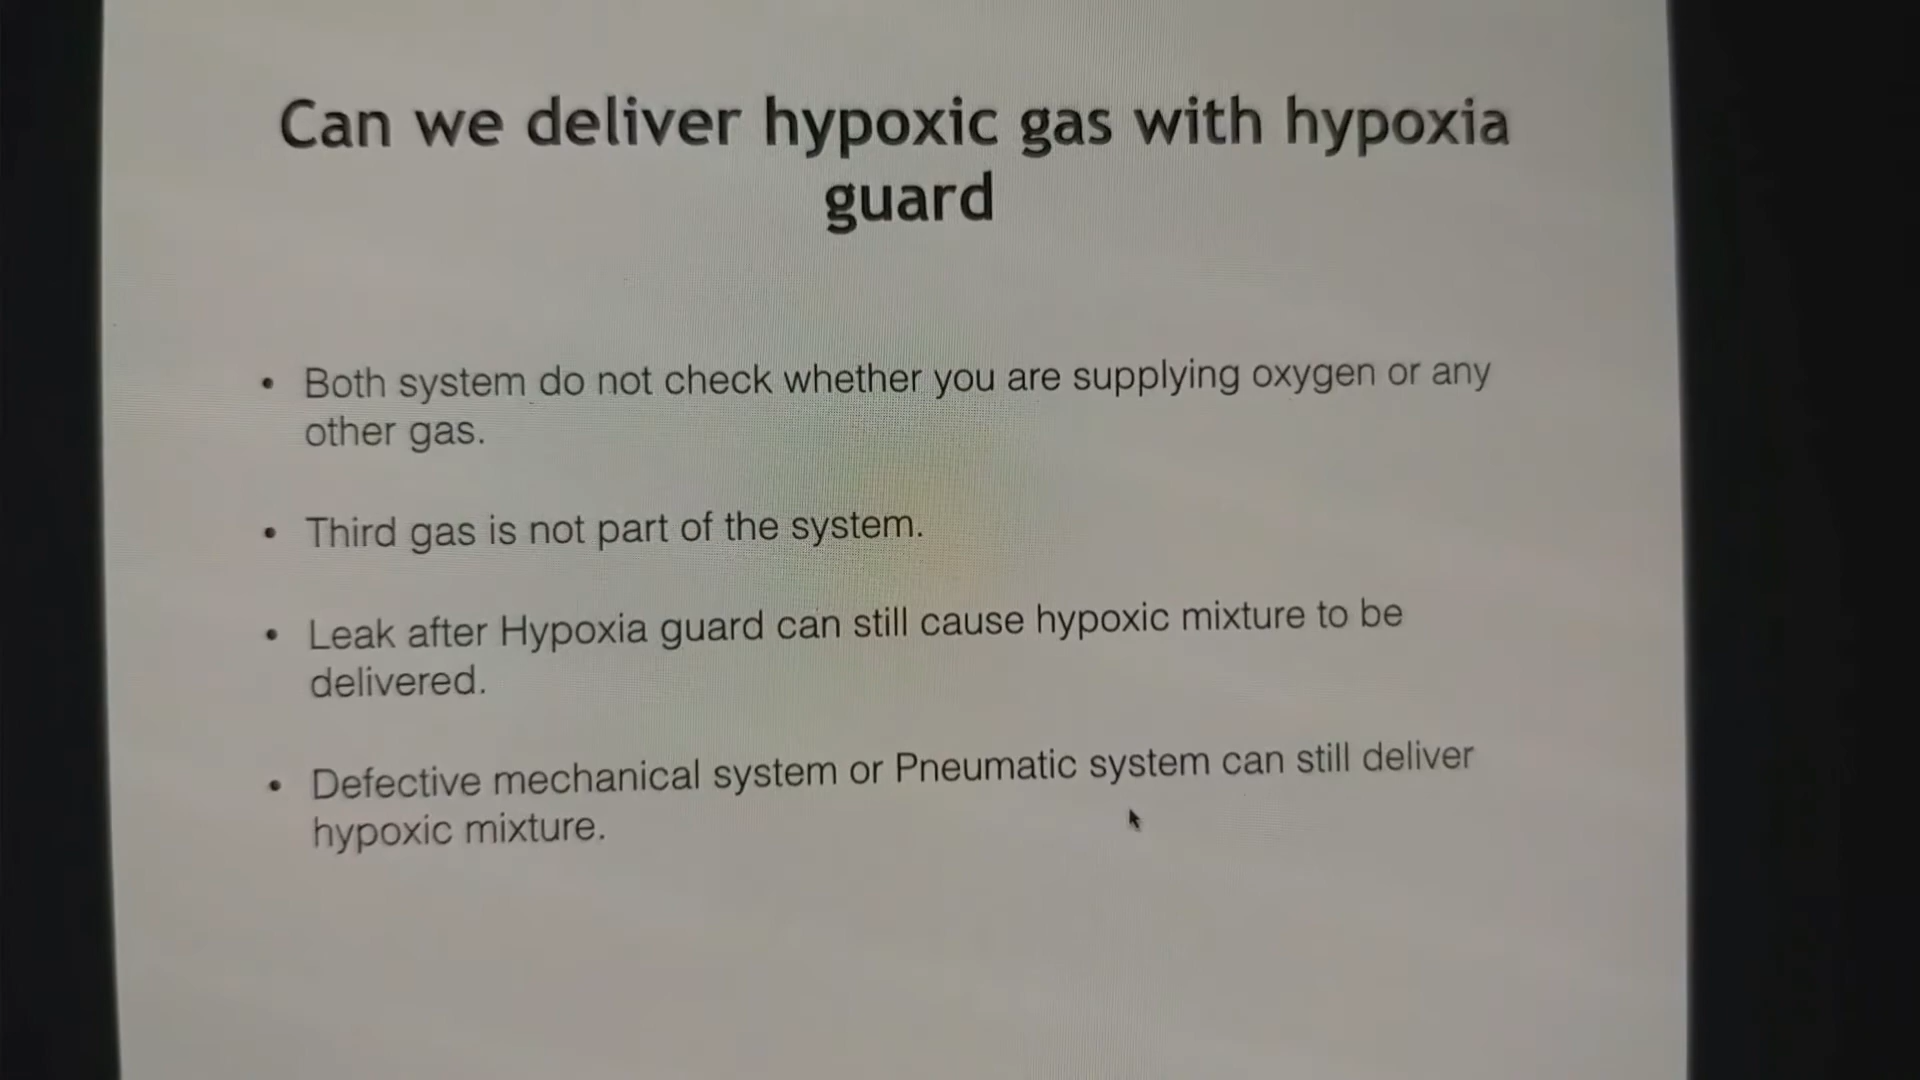 Can we deliver hypoxic gas with hypoxia
guard
• Both system do not check whether you are supplying oxygen or any
other gas.
• Third gas is not part of the system.
• Leak after Hypoxia guard can still cause hypoxic mixture to be
delivered.
• Defective mechanical system or Pneumatic system can still deliver
hypoxic mixture.